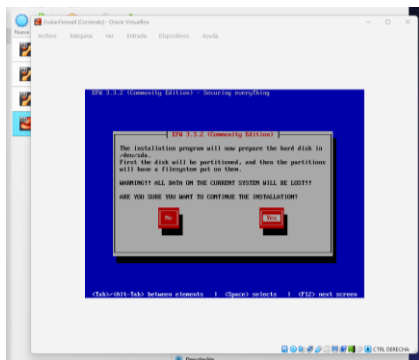 Nueva
EndianFirewall [Corriendo] - Oracle VirtualBox
Archivo Máquina Ver Entrada Dispositivos Ayuda
EFW 3.3.2 (Community Edition) - Securing everything
EFW 3.3.2 (Community Edition)
The installation program will now prepare the hard disk in
/dev/sda.
First the disk will be partitioned, and then the partitions
will have a filesystem put on them.
WARNING!! ALL DATA ON THE CURRENT SYSTEM WILL BE LOST!!
ARE YOU SURE YOU WANT TO CONTINUE THE INSTALLATION?
No Yes
<Tab>/<Alt-Tab> between elements | <Space> selects | <F12> next screen
CTRL DERECHA
Descripción